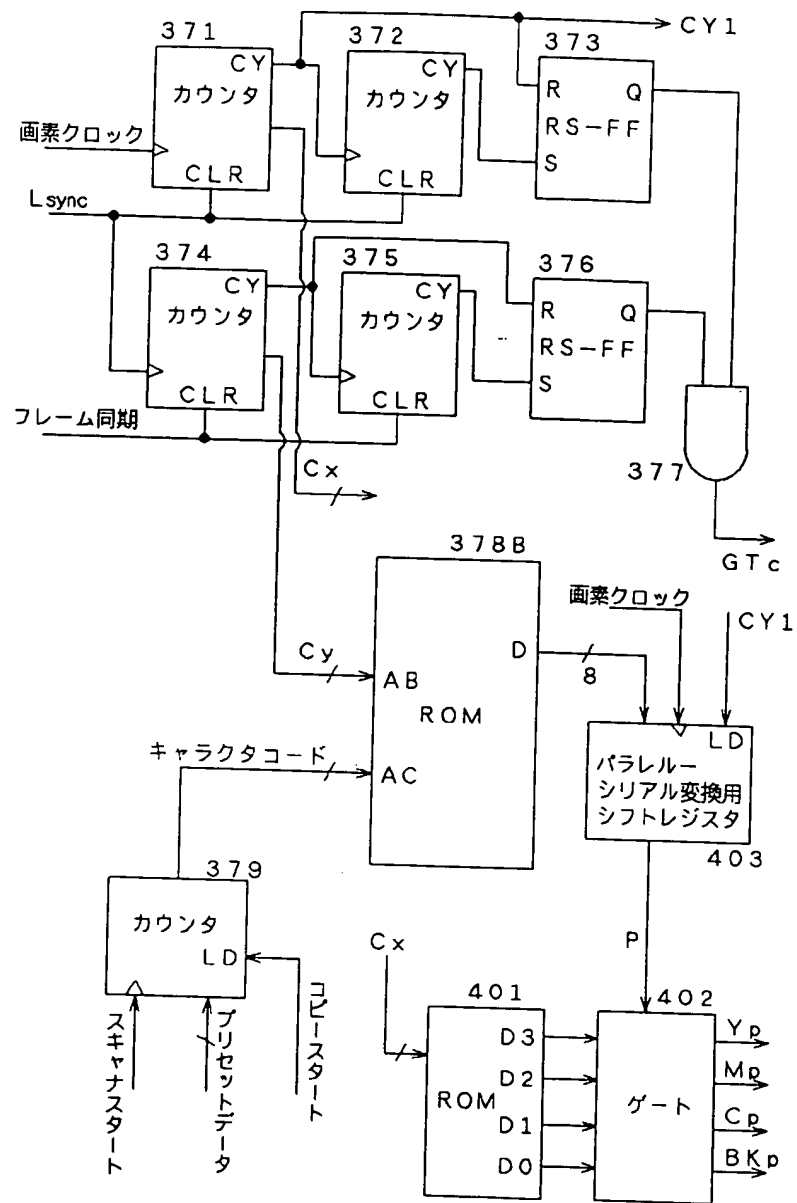 371
CY
カウンタ
CLR
画素クロック
Lsync
372
CY
カウンタ
CLR
373
R Q
RS-FF
S
CY1
374
CY
カウンタ
CLR
フレーム同期
375
CY
カウンタ
CLR
376
R Q
RS-FF
S
377
GTc
Cx
378B
Cy
AB
D
ROM
AC
キャラクタコード
8
画素クロック
CY1
LD
パラレルー
シリアル変換用
シフトレジスタ
403
379
カウンタ
LD
スキャナスタート
プリセットデータ
コピースタート
P
Cx
401
D3
D2
ROM
D1
D0
402
ゲート
Yp
Mp
Cp
BKp